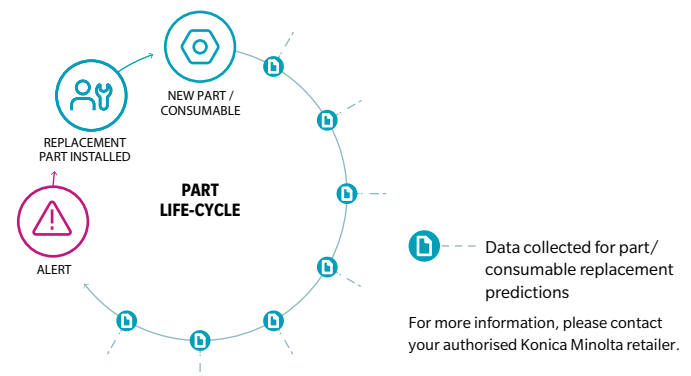 NEW PART /
CONSUMABLE
REPLACEMENT
PART INSTALLED
PART
LIFE-CYCLE
ALERT
Data collected for part/
consumable replacement
predictions
For more information, please contact
your authorised Konica Minolta retailer.